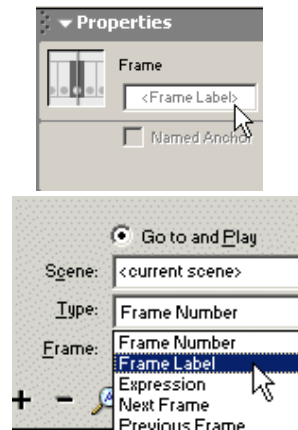 Properties
Frame
<Frame Label>
Named Anchor
Go to and Play
Scene: <current scene>
Type: Frame Number
Frame: Frame Number
Frame Label
Expression
Next Frame
Previous Frame